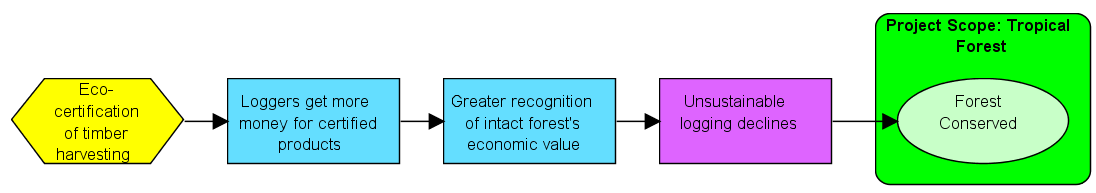 Eco-
certification
of timber
harvesting
Loggers get more
money for certified
products
Greater recognition
of intact forest's
economic value
Unsustainable
logging declines
Project Scope: Tropical
Forest
Forest
Conserved